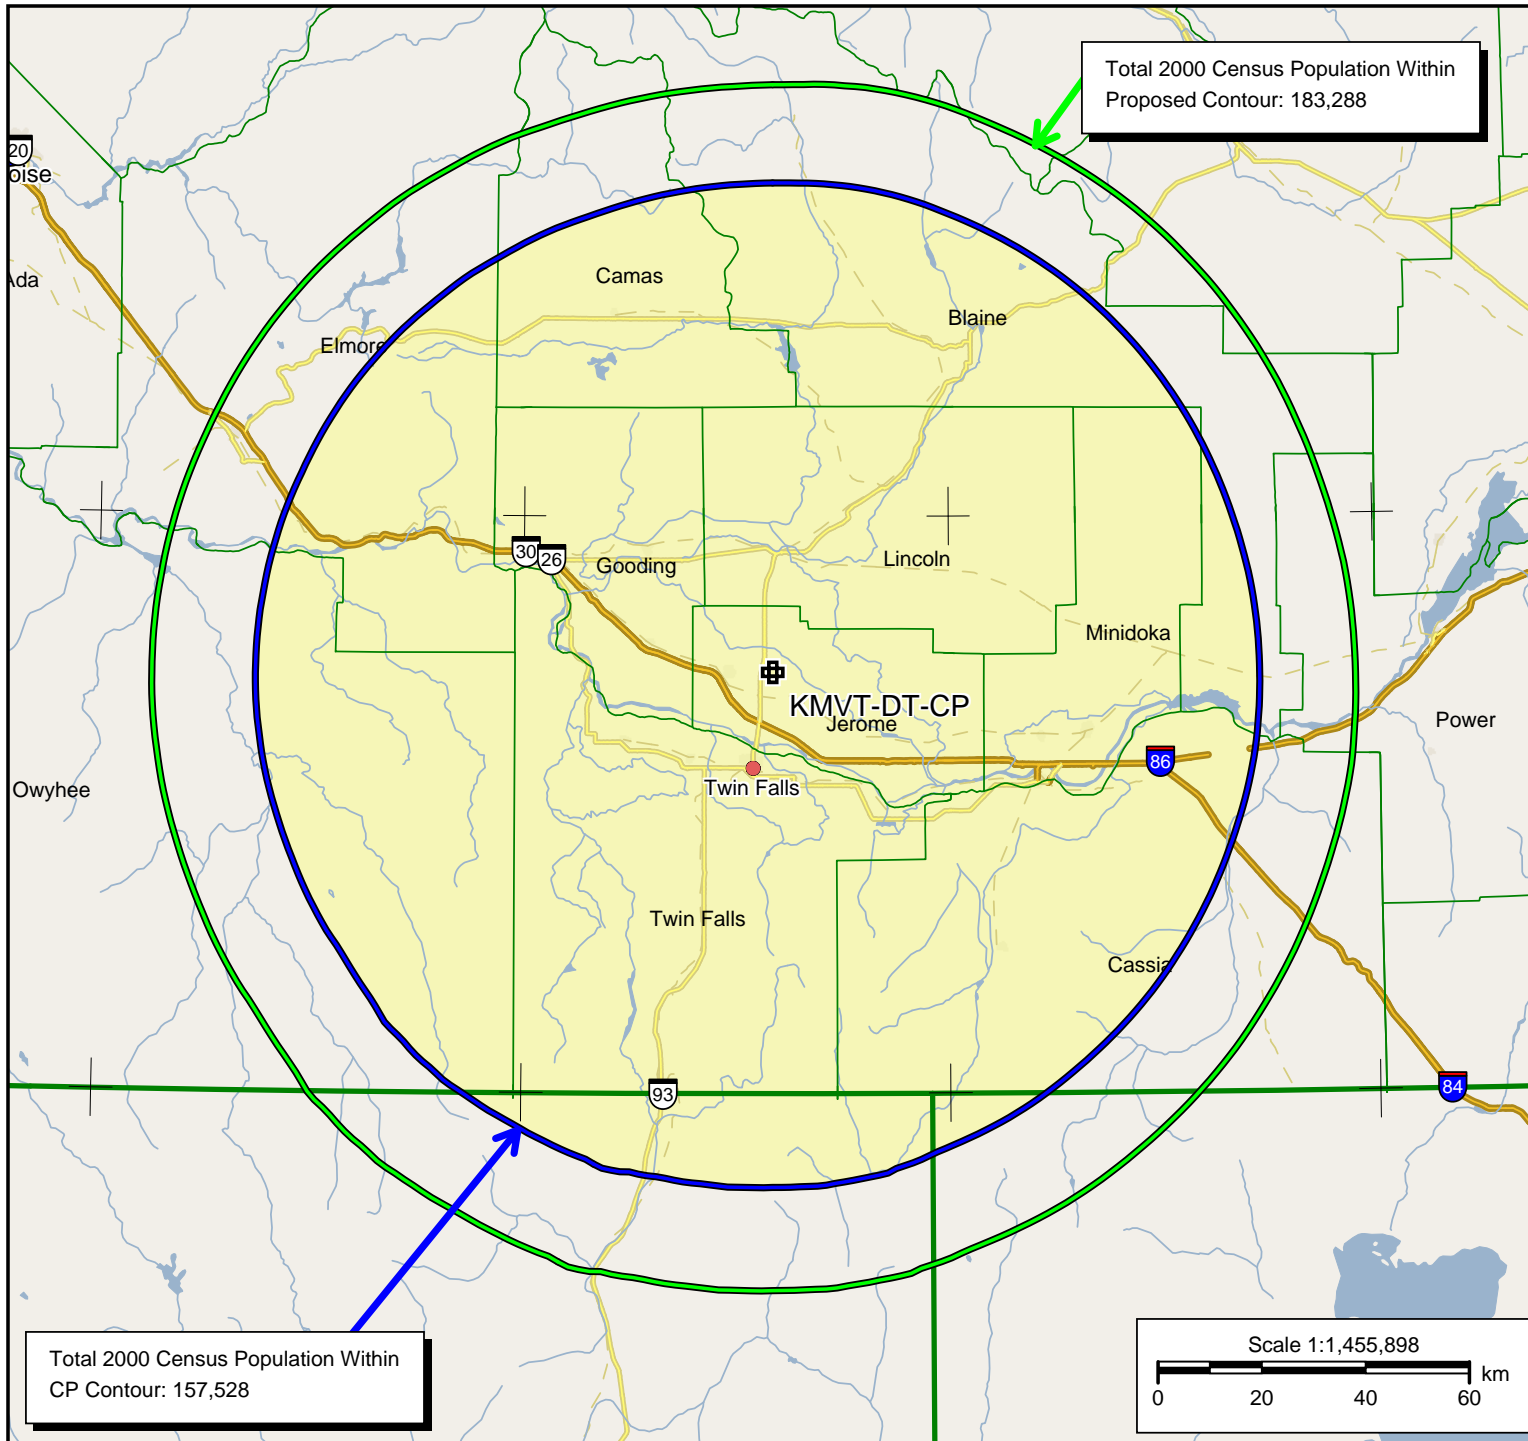 Total 2000 Census Population Within
Proposed Contour: 183,288
20
oise
Ada
Camas
Blaine
Elmore
30
26
Gooding
Lincoln
Minidoka
KMVT-DT-CP
Jerome
Power
86
Owyhee
Twin Falls
Twin Falls
Cassia
93
84
Total 2000 Census Population Within
CP Contour: 157,528
Scale 1:1,455,898
km
0 20 40 60